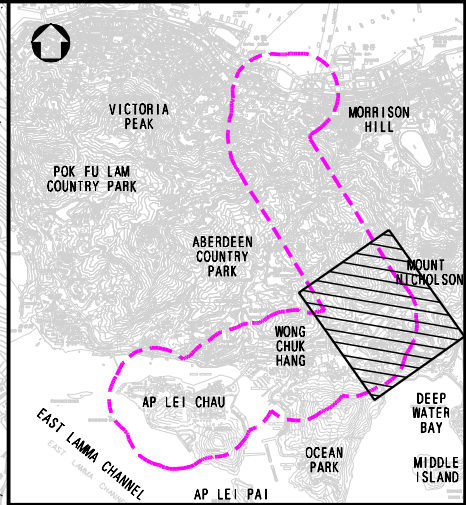 VICTORIA
PEAK
MORRISON
HILL
POK FU LAM
COUNTRY PARK
ABERDEEN
COUNTRY
PARK
MOUNT
NICHOLSON
WONG
CHUK
HANG
AP LEI CHAU
DEEP
WATER
BAY
EAST LAMMA CHANNEL
OCEAN
PARK
MIDDLE
ISLAND
AP LEI PAI